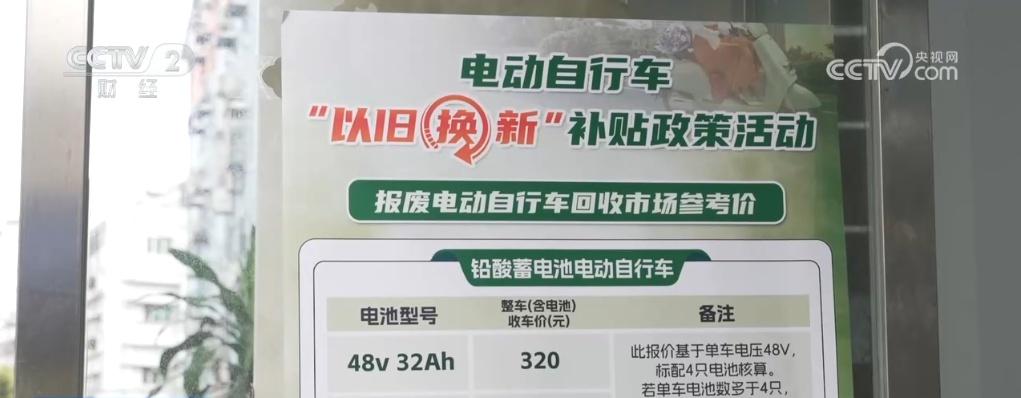 CCTV 2
财经
央视网
CCTV.com
电动自行车
“以旧换新”补贴政策活动
报废电动自行车回收市场参考价
铅酸蓄电池电动自行车
电池型号
整车(含电池)
收车价(元)
备注
48v 32Ah
320
此报价基于单车电压48V，
标配4只电池核算。
若单车电池数多于4只，